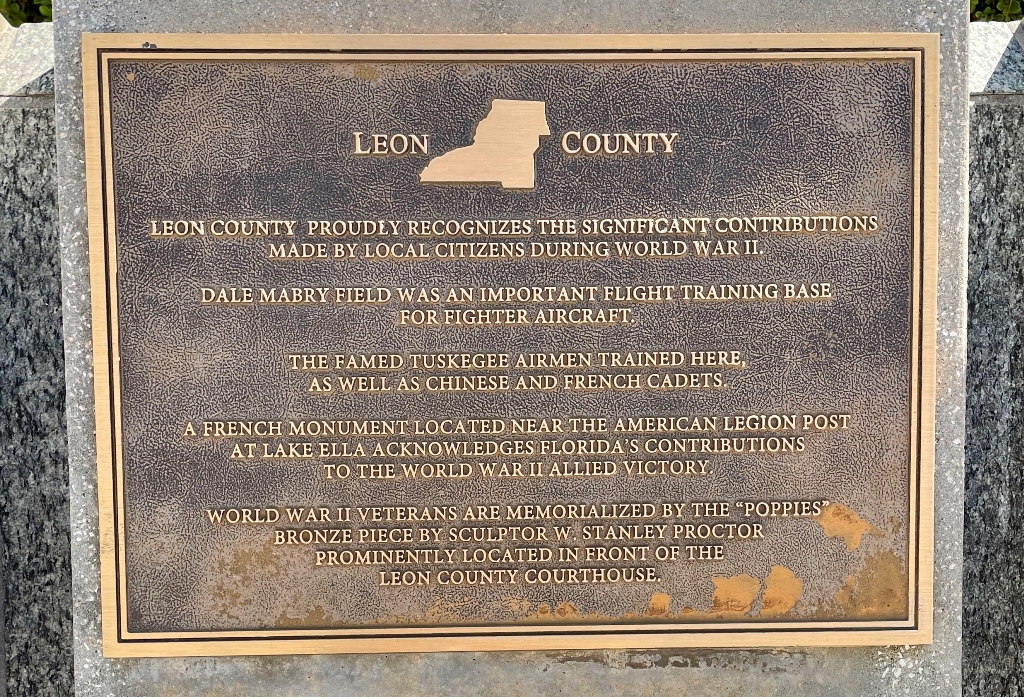 LEON COUNTY
LEON COUNTY PROUDLY RECOGNIZES THE SIGNIFICANT CONTRIBUTIONS
MADE BY LOCAL CITIZENS DURING WORLD WAR II.
DALE MABRY FIELD WAS AN IMPORTANT FLIGHT TRAINING BASE
FOR FIGHTER AIRCRAFT.
THE FAMED TUSKEGEE AIRMEN TRAINED HERE,
AS WELL AS CHINESE AND FRENCH CADETS.
A FRENCH MONUMENT LOCATED NEAR THE AMERICAN LEGION POST
AT LAKE ELLA ACKNOWLEDGES FLORIDA'S CONTRIBUTIONS
TO THE WORLD WAR II ALLIED VICTORY.
WORLD WAR II VETERANS ARE MEMORIALIZED BY THE “POPPIES”
BRONZE PIECE BY SCULPTOR W. STANLEY PROCTOR
PROMINENTLY LOCATED IN FRONT OF THE
LEON COUNTY COURTHOUSE.